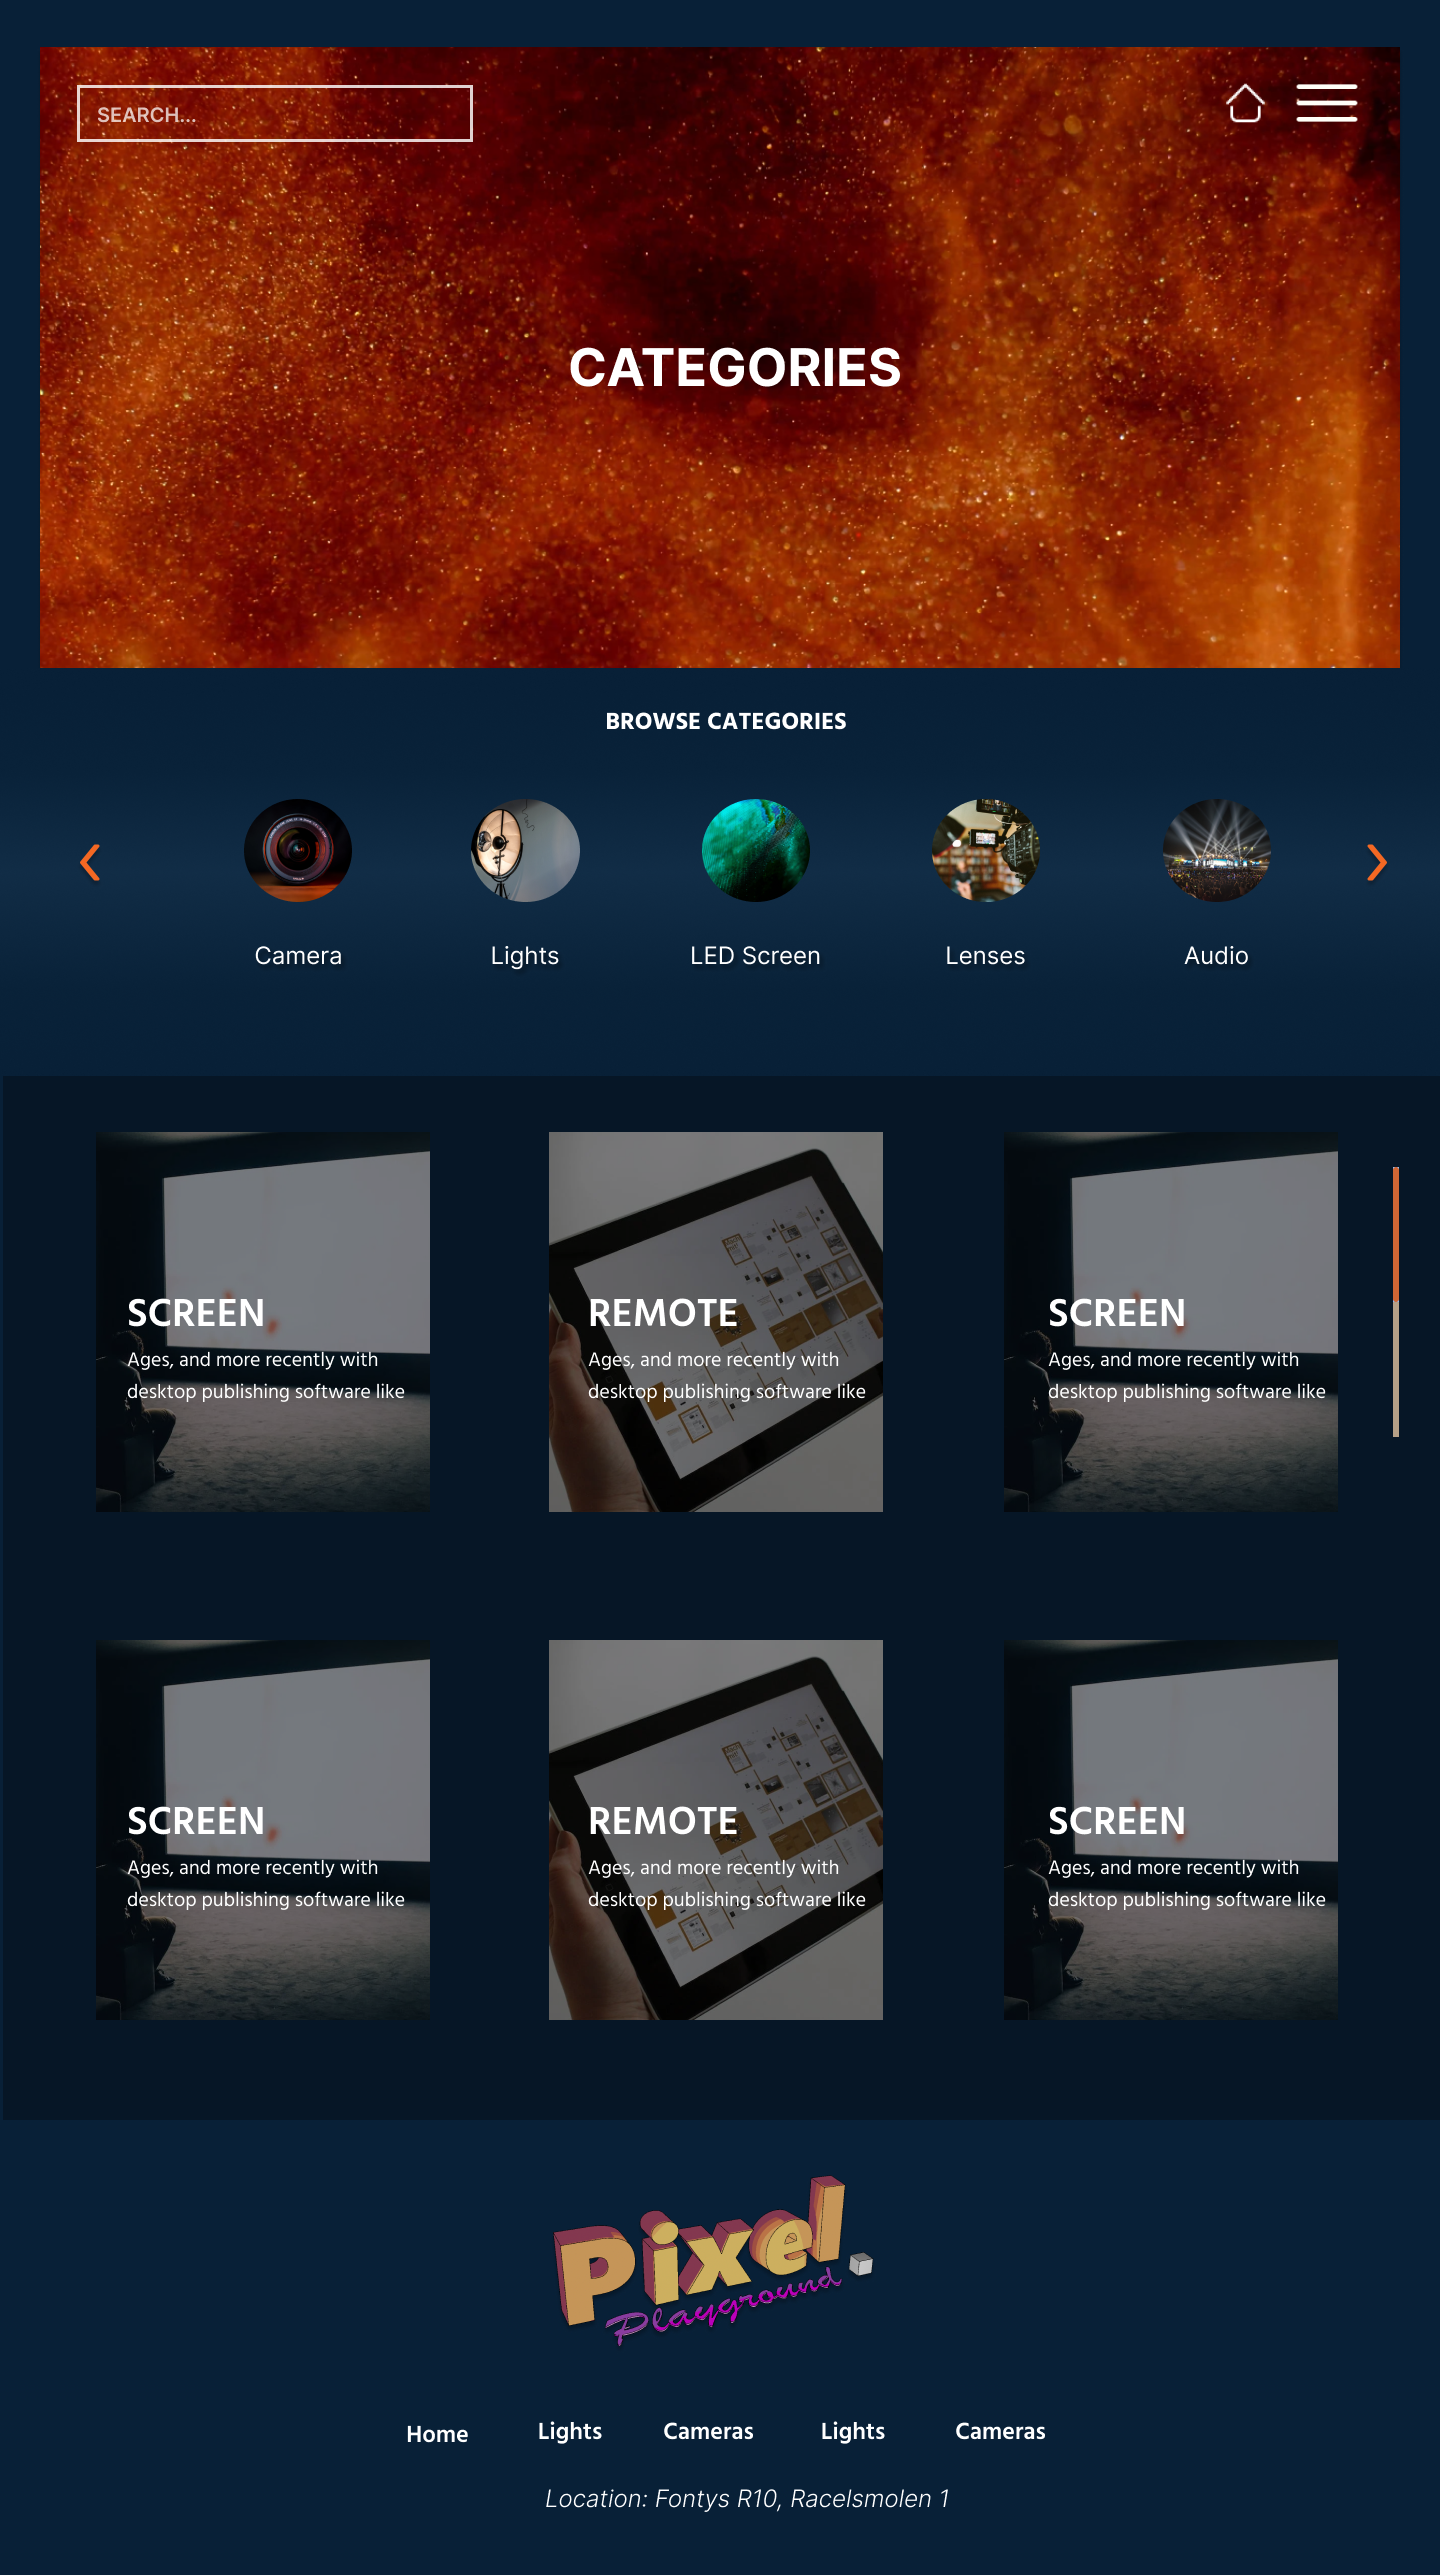 SEARCH...
CATEGORIES
BROWSE CATEGORIES
Camera
Lights
LED Screen
Lenses
Audio
SCREEN
Ages, and more recently with
desktop publishing software like
REMOTE
Ages, and more recently with
desktop publishing software like
SCREEN
Ages, and more recently with
desktop publishing software like
SCREEN
Ages, and more recently with
desktop publishing software like
REMOTE
Ages, and more recently with
desktop publishing software like
SCREEN
Ages, and more recently with
desktop publishing software like
Pixel.
Playground
Home
Lights
Cameras
Lights
Cameras
Location: Fontys R10, Racelsmolen 1